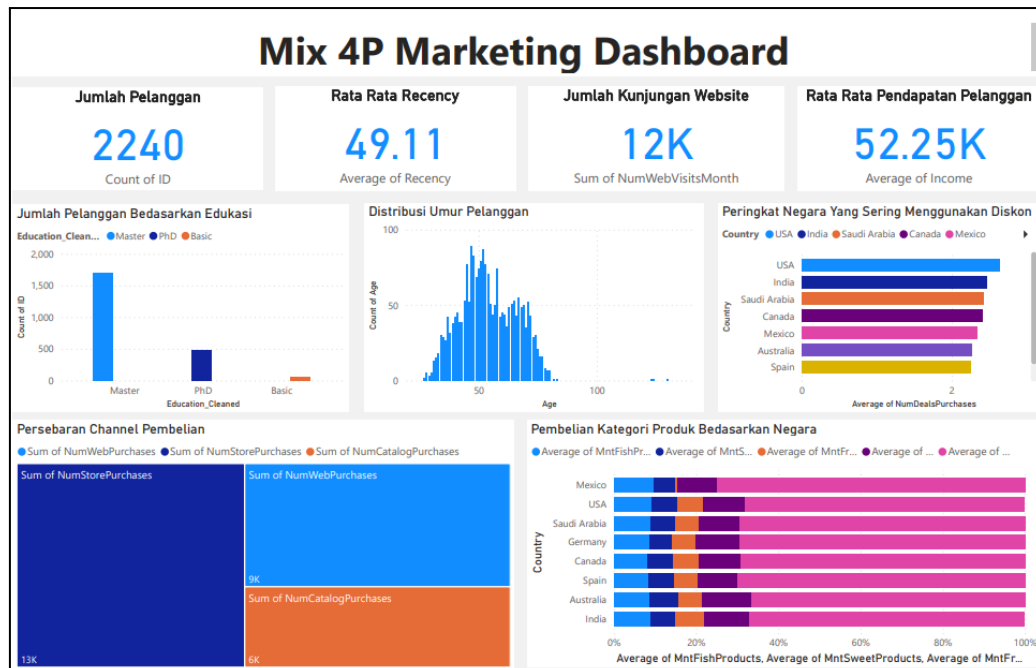 Mix 4P Marketing Dashboard
Jumlah Pelanggan
2240
Count of ID
Rata Rata Recency
49.11
Average of Recency
Jumlah Kunjungan Website
12K
Sum of NumWebVisitsMonth
Rata Rata Pendapatan Pelanggan
52.25K
Average of Income
Jumlah Pelanggan Bedasarkan Edukasi
Education_Clean... Master PhD Basic
2,000
1,500
1,000
500
0
Count of ID
Master PhD Basic
Education_Cleaned
Distribusi Umur Pelanggan
100
50
0
Count of Age
50 100
Age
Peringkat Negara Yang Sering Menggunakan Diskon
Country USA India Saudi Arabia Canada Mexico
USA
India
Saudi Arabia
Canada
Mexico
Australia
Spain
Country
0 2
Average of NumDealsPurchases
Persebaran Channel Pembelian
Sum of NumWebPurchases Sum of NumStorePurchases Sum of NumCatalogPurchases
Sum of NumStorePurchases
13K
Sum of NumWebPurchases
9K
Sum of NumCatalogPurchases
6K
Pembelian Kategori Produk Bedasarkan Negara
Average of MntFishPr... Average of MntS... Average of MntFr... Average of ... Average of ...
Mexico
USA
Saudi Arabia
Germany
Canada
Spain
Australia
India
Country
0% 20% 40% 60% 80% 100%
Average of MntFishProducts, Average of MntSweetProducts, Average of MntFr...